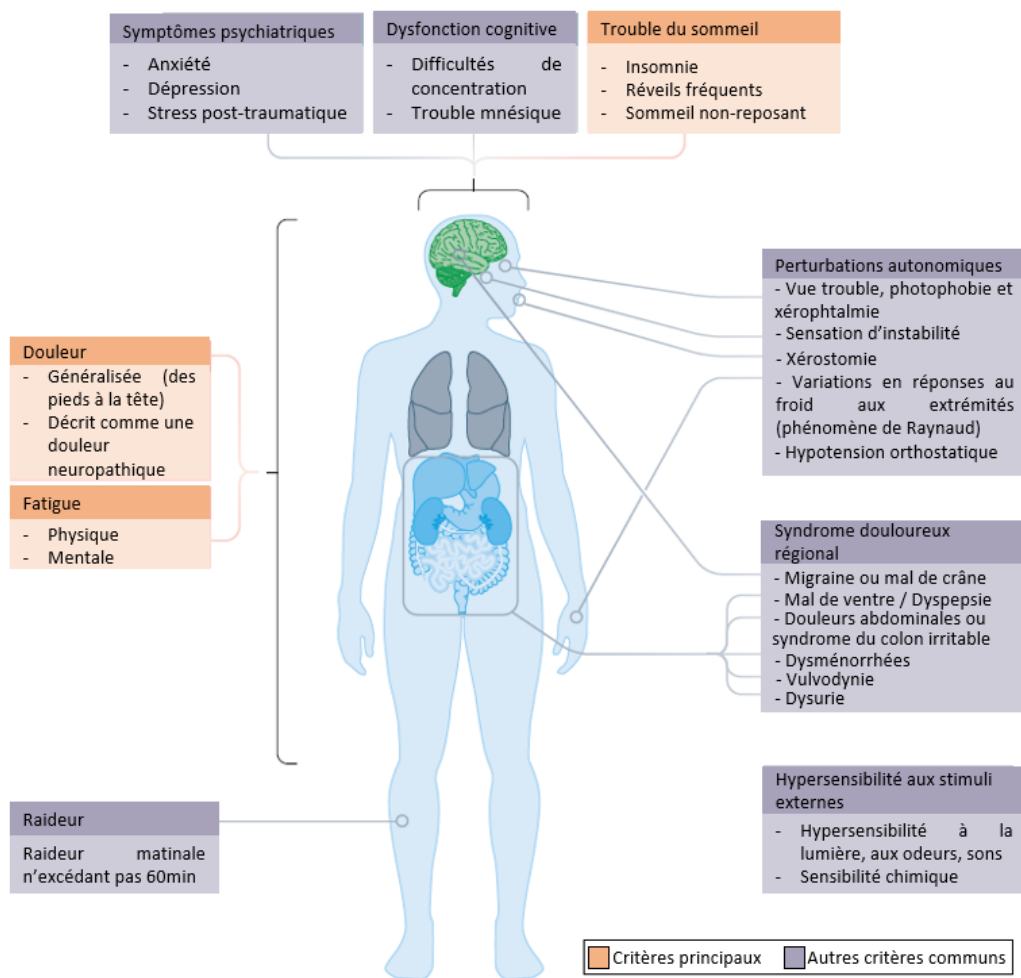 Symptômes psychiatriques
- Anxiété
- Dépression
- Stress post-traumatique
Dysfonction cognitive
- Difficultés de
concentration
- Trouble mnésique
Trouble du sommeil
- Insomnie
- Réveils fréquents
- Sommeil non-reposant
Douleur
- Généralisée (des
pieds à la tête)
- Décrit comme une
douleur
neuropathique
Fatigue
- Physique
- Mentale
Raideur
Raideur matinale
n'excédant pas 60min
Perturbations autonomiques
- Vue trouble, photophobie et
xérophtalmie
- Sensation d'instabilité
- Xérostomie
- Variations en réponses au
froid aux extrémités
(phénomène de Raynaud)
- Hypotension orthostatique
Syndrome douloureux
régional
- Migraine ou mal de crâne
- Mal de ventre / Dyspepsie
- Douleurs abdominales ou
syndrome du colon irritable
- Dysménorrhées
- Vulvodynie
- Dysurie
Hypersensibilité aux stimuli
externes
- Hypersensibilité à la
lumière, aux odeurs, sons
- Sensibilité chimique
Critères principaux
Autres critères communs